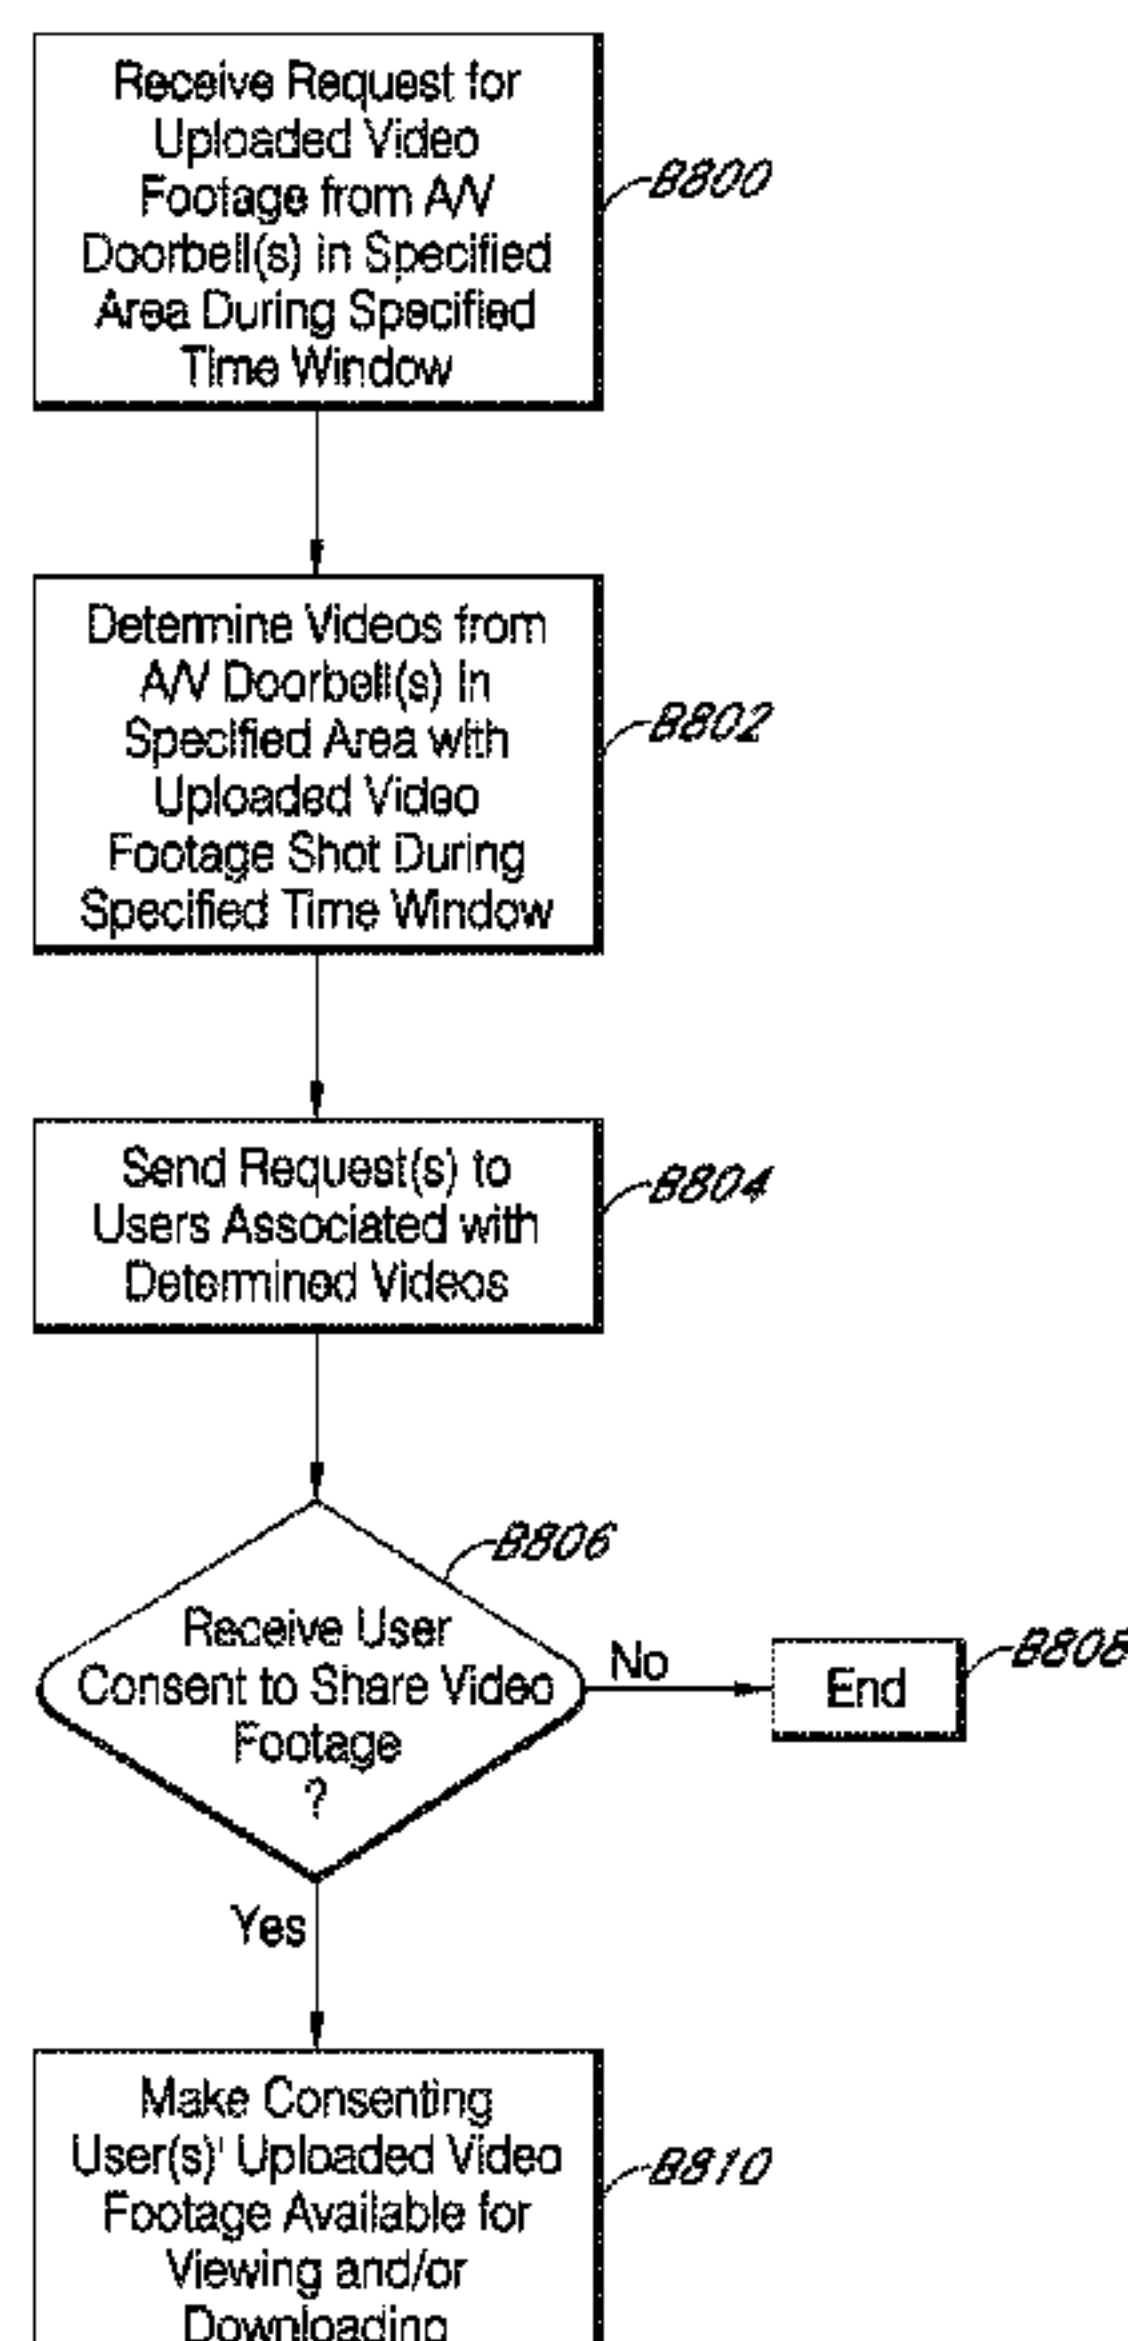 Receive Request for
Uploaded Video
Footage from A/V
Doorbell(s) in Specified
Area During Specified
Time Window
B800
Determine Videos from
A/V Doorbell(s) in
Specified Area with
Uploaded Video
Footage Shot During
Specified Time Window
B802
Send Request(s) to
Users Associated with
Determined Videos
B804
B806
Receive User
Consent to Share Video
Footage
?
No
End
B808
Yes
Make Consenting
User(s)' Uploaded Video
Footage Available for
Viewing and/or
Downloading
B810